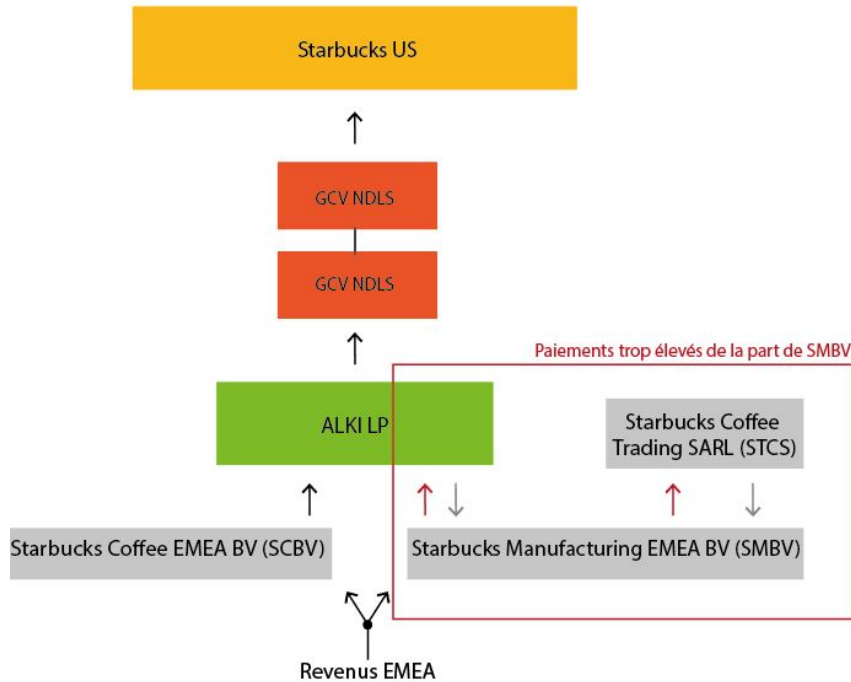 Starbucks US
GCV NDLS
GCV NDLS
Paiements trop élevés de la part de SMBV
ALKI LP
Starbucks Coffee
Trading SARL (STCS)
Starbucks Coffee EMEA BV (SCBV)
Starbucks Manufacturing EMEA BV (SMBV)
Revenus EMEA